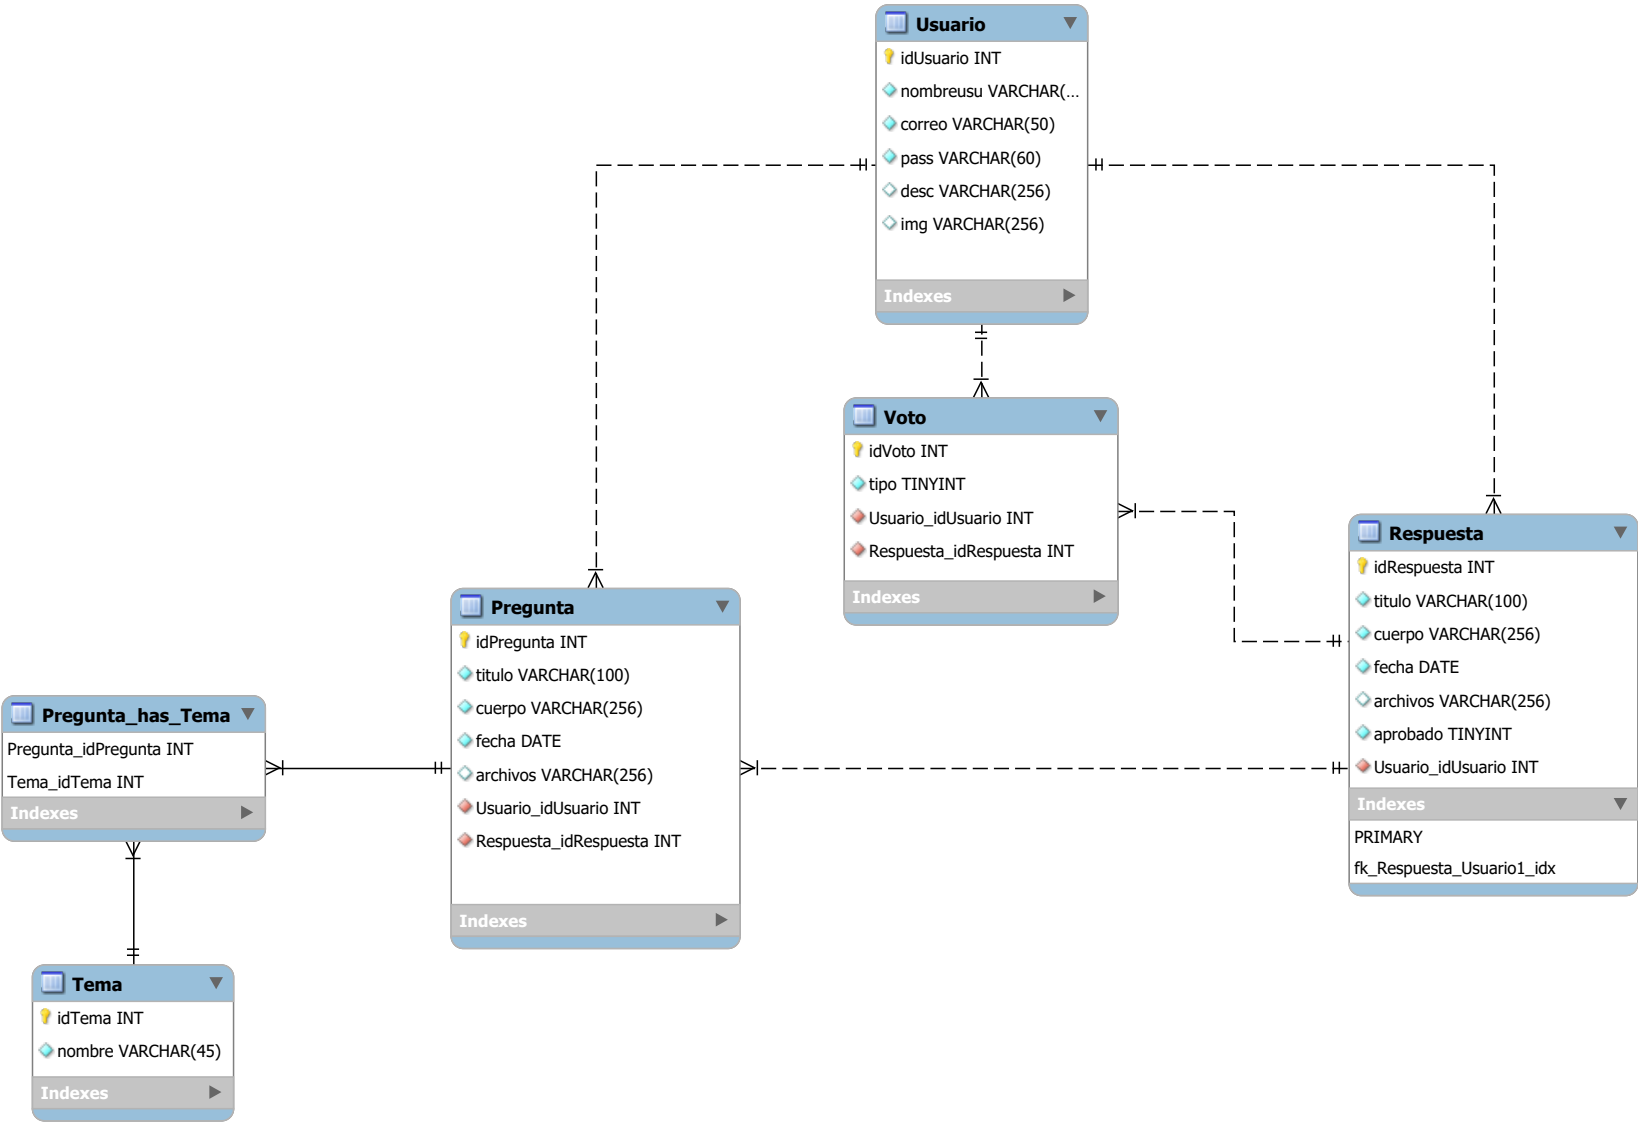 Usuario
idUsuario INT
nombreusu VARCHAR(...
correo VARCHAR(50)
pass VARCHAR(60)
desc VARCHAR(256)
img VARCHAR(256)
Indexes
Voto
idVoto INT
tipo TINYINT
Usuario_idUsuario INT
Respuesta_idRespuesta INT
Indexes
Respuesta
idRespuesta INT
titulo VARCHAR(100)
cuerpo VARCHAR(256)
fecha DATE
archivos VARCHAR(256)
aprobado TINYINT
Usuario_idUsuario INT
Indexes
PRIMARY
fk_Respuesta_Usuario1_idx
Pregunta
idPregunta INT
titulo VARCHAR(100)
cuerpo VARCHAR(256)
fecha DATE
archivos VARCHAR(256)
Usuario_idUsuario INT
Respuesta_idRespuesta INT
Indexes
Pregunta_has_Tema
Pregunta_idPregunta INT
Tema_idTema INT
Indexes
Tema
idTema INT
nombre VARCHAR(45)
Indexes